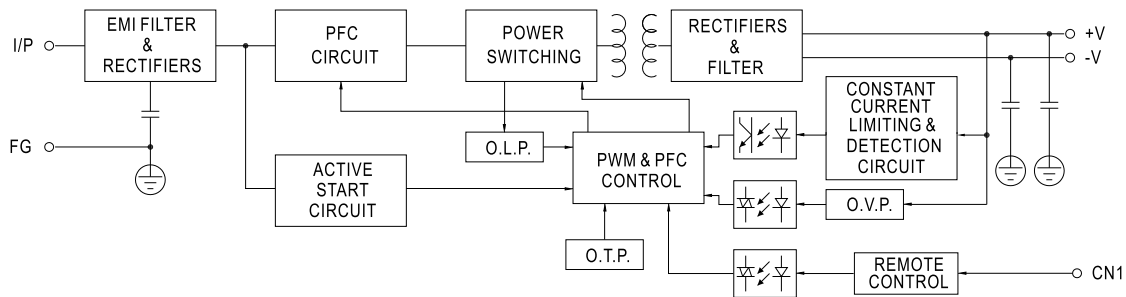 I/P
EMI FILTER
&
RECTIFIERS
PFC
CIRCUIT
POWER
SWITCHING
RECTIFIERS
&
FILTER
+V
-V
FG
O.L.P.
ACTIVE
START
CIRCUIT
PWM & PFC
CONTROL
CONSTANT
CURRENT
LIMITING &
DETECTION
CIRCUIT
O.V.P.
O.T.P.
REMOTE
CONTROL
CN1